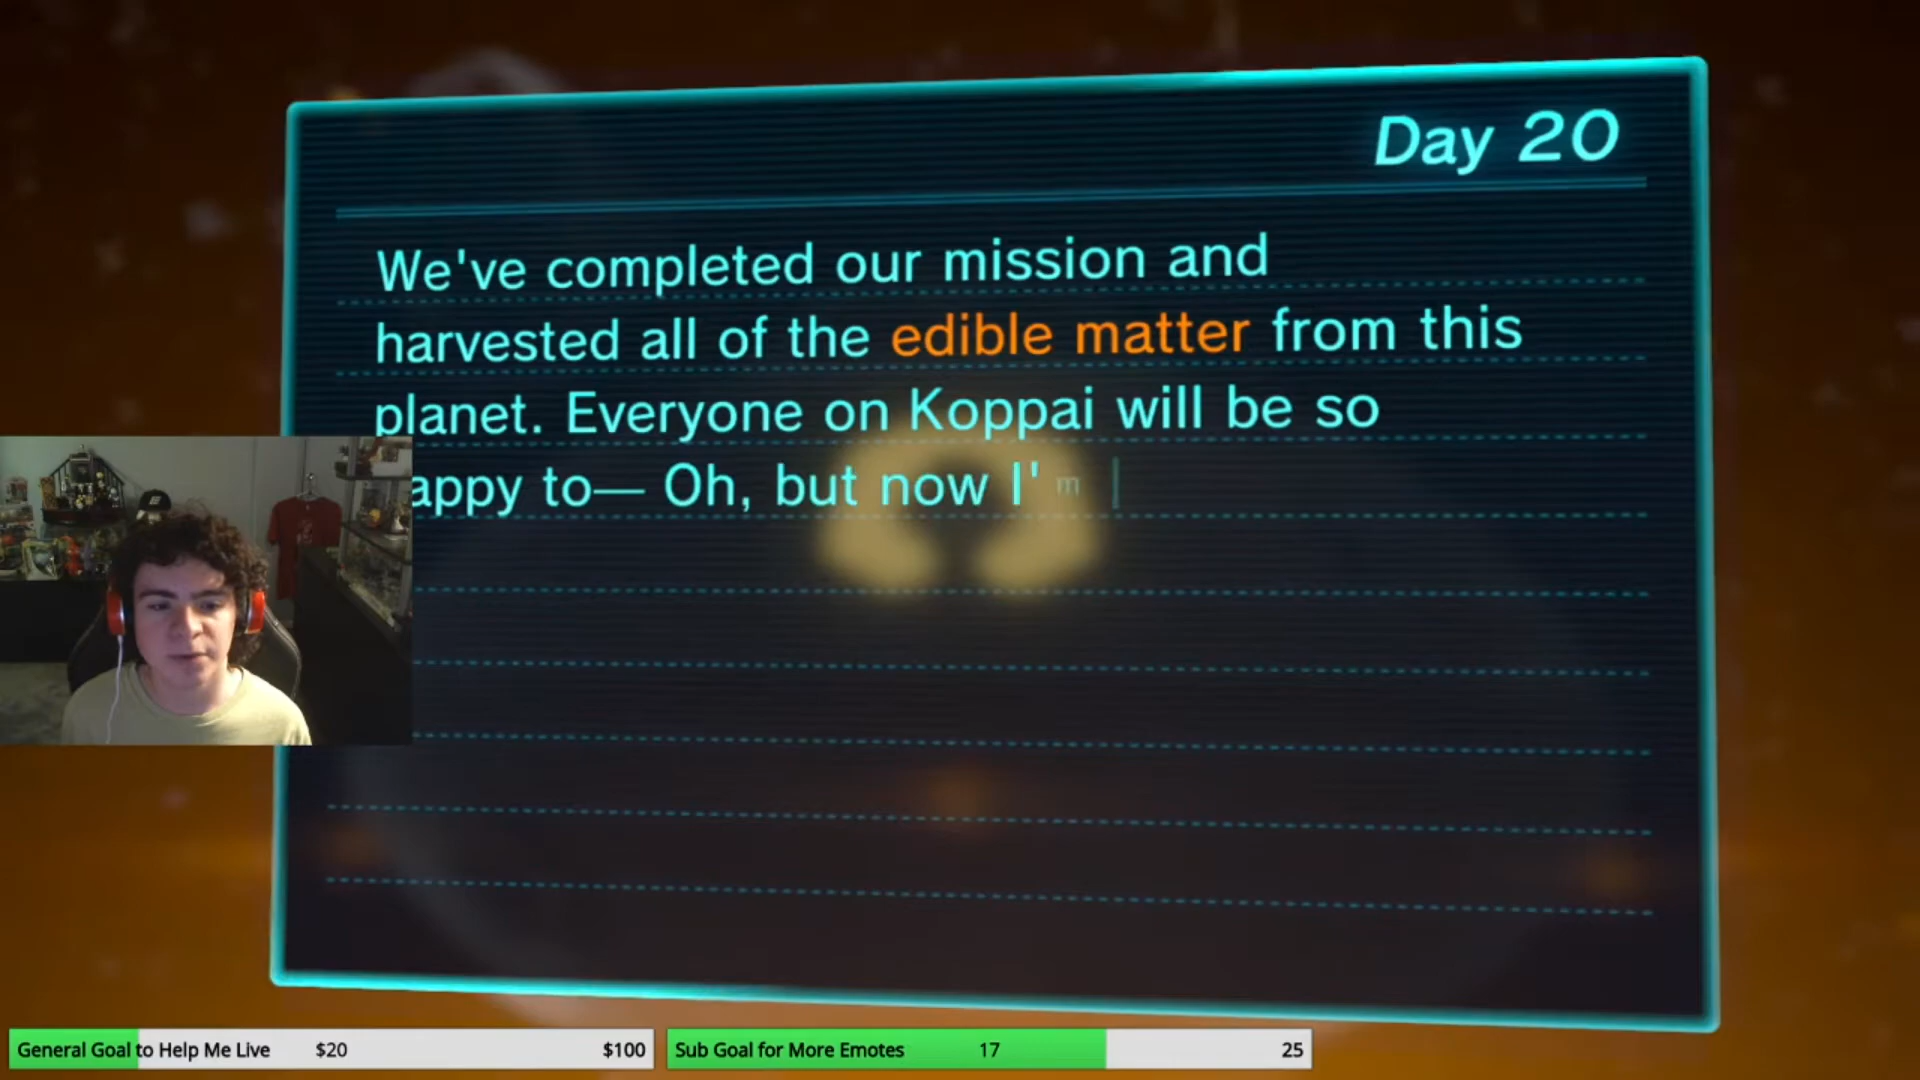 Day 20
We've completed our mission and
harvested all of the edible matter from this
planet. Everyone on Koppai will be so
appy to— Oh, but now I'm
General Goal to Help Me Live $20 $100
Sub Goal for More Emotes 17 25